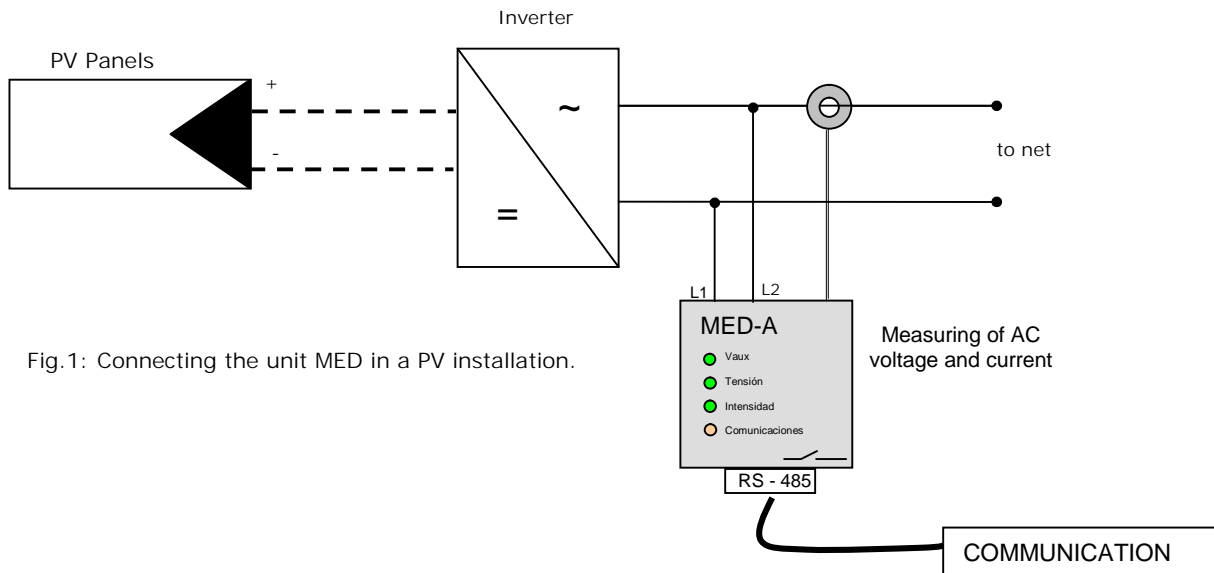 Inverter
PV Panels
+
-
~
=
to net
L1
L2
MED-A
Vaux
Tensión
Intensidad
Comunicaciones
RS - 485
Measuring of AC
voltage and current
Fig.1: Connecting the unit MED in a PV installation.
COMMUNICATION